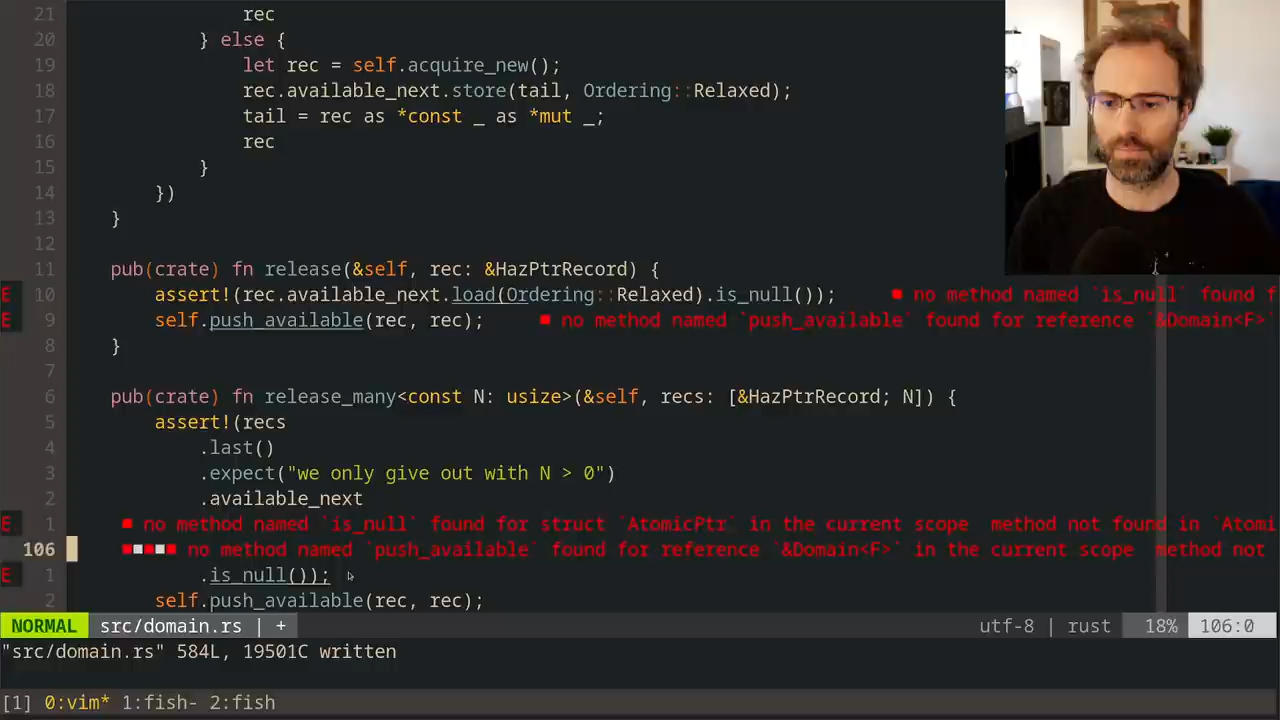 21 rec
20 } else {
19 let rec = self.acquire_new();
18 rec.available_next.store(tail, Ordering::Relaxed);
17 tail = rec as *const _ as *mut _;
16 rec
15 }
14 })
13 }
12
11 pub(crate) fn release(&self, rec: &HazPtrRecord) {
E 10 assert!(rec.available_next.load(Ordering::Relaxed).is_null()); ■ no method named `is_null` found f
E 9 self.push_available(rec, rec); ■ no method named `push_available` found for reference `&Domain<F>`
8 }
7
6 pub(crate) fn release_many<const N: usize>(&self, recs: [&HazPtrRecord; N]) {
5 assert!(recs
4 .last()
3 .expect("we only give out with N > 0")
2 .available_next
E 1 ■ no method named `is_null` found for struct `AtomicPtr` in the current scope method not found in `Atomi
106 ■■■■■ no method named `push_available` found for reference `&Domain<F>` in the current scope method not
E 1 .is_null());
2 self.push_available(rec, rec);
NORMAL src/domain.rs | + utf-8 | rust 18% 106:0
"src/domain.rs" 584L, 19501C written
[1] 0:vim* 1:fish- 2:fish